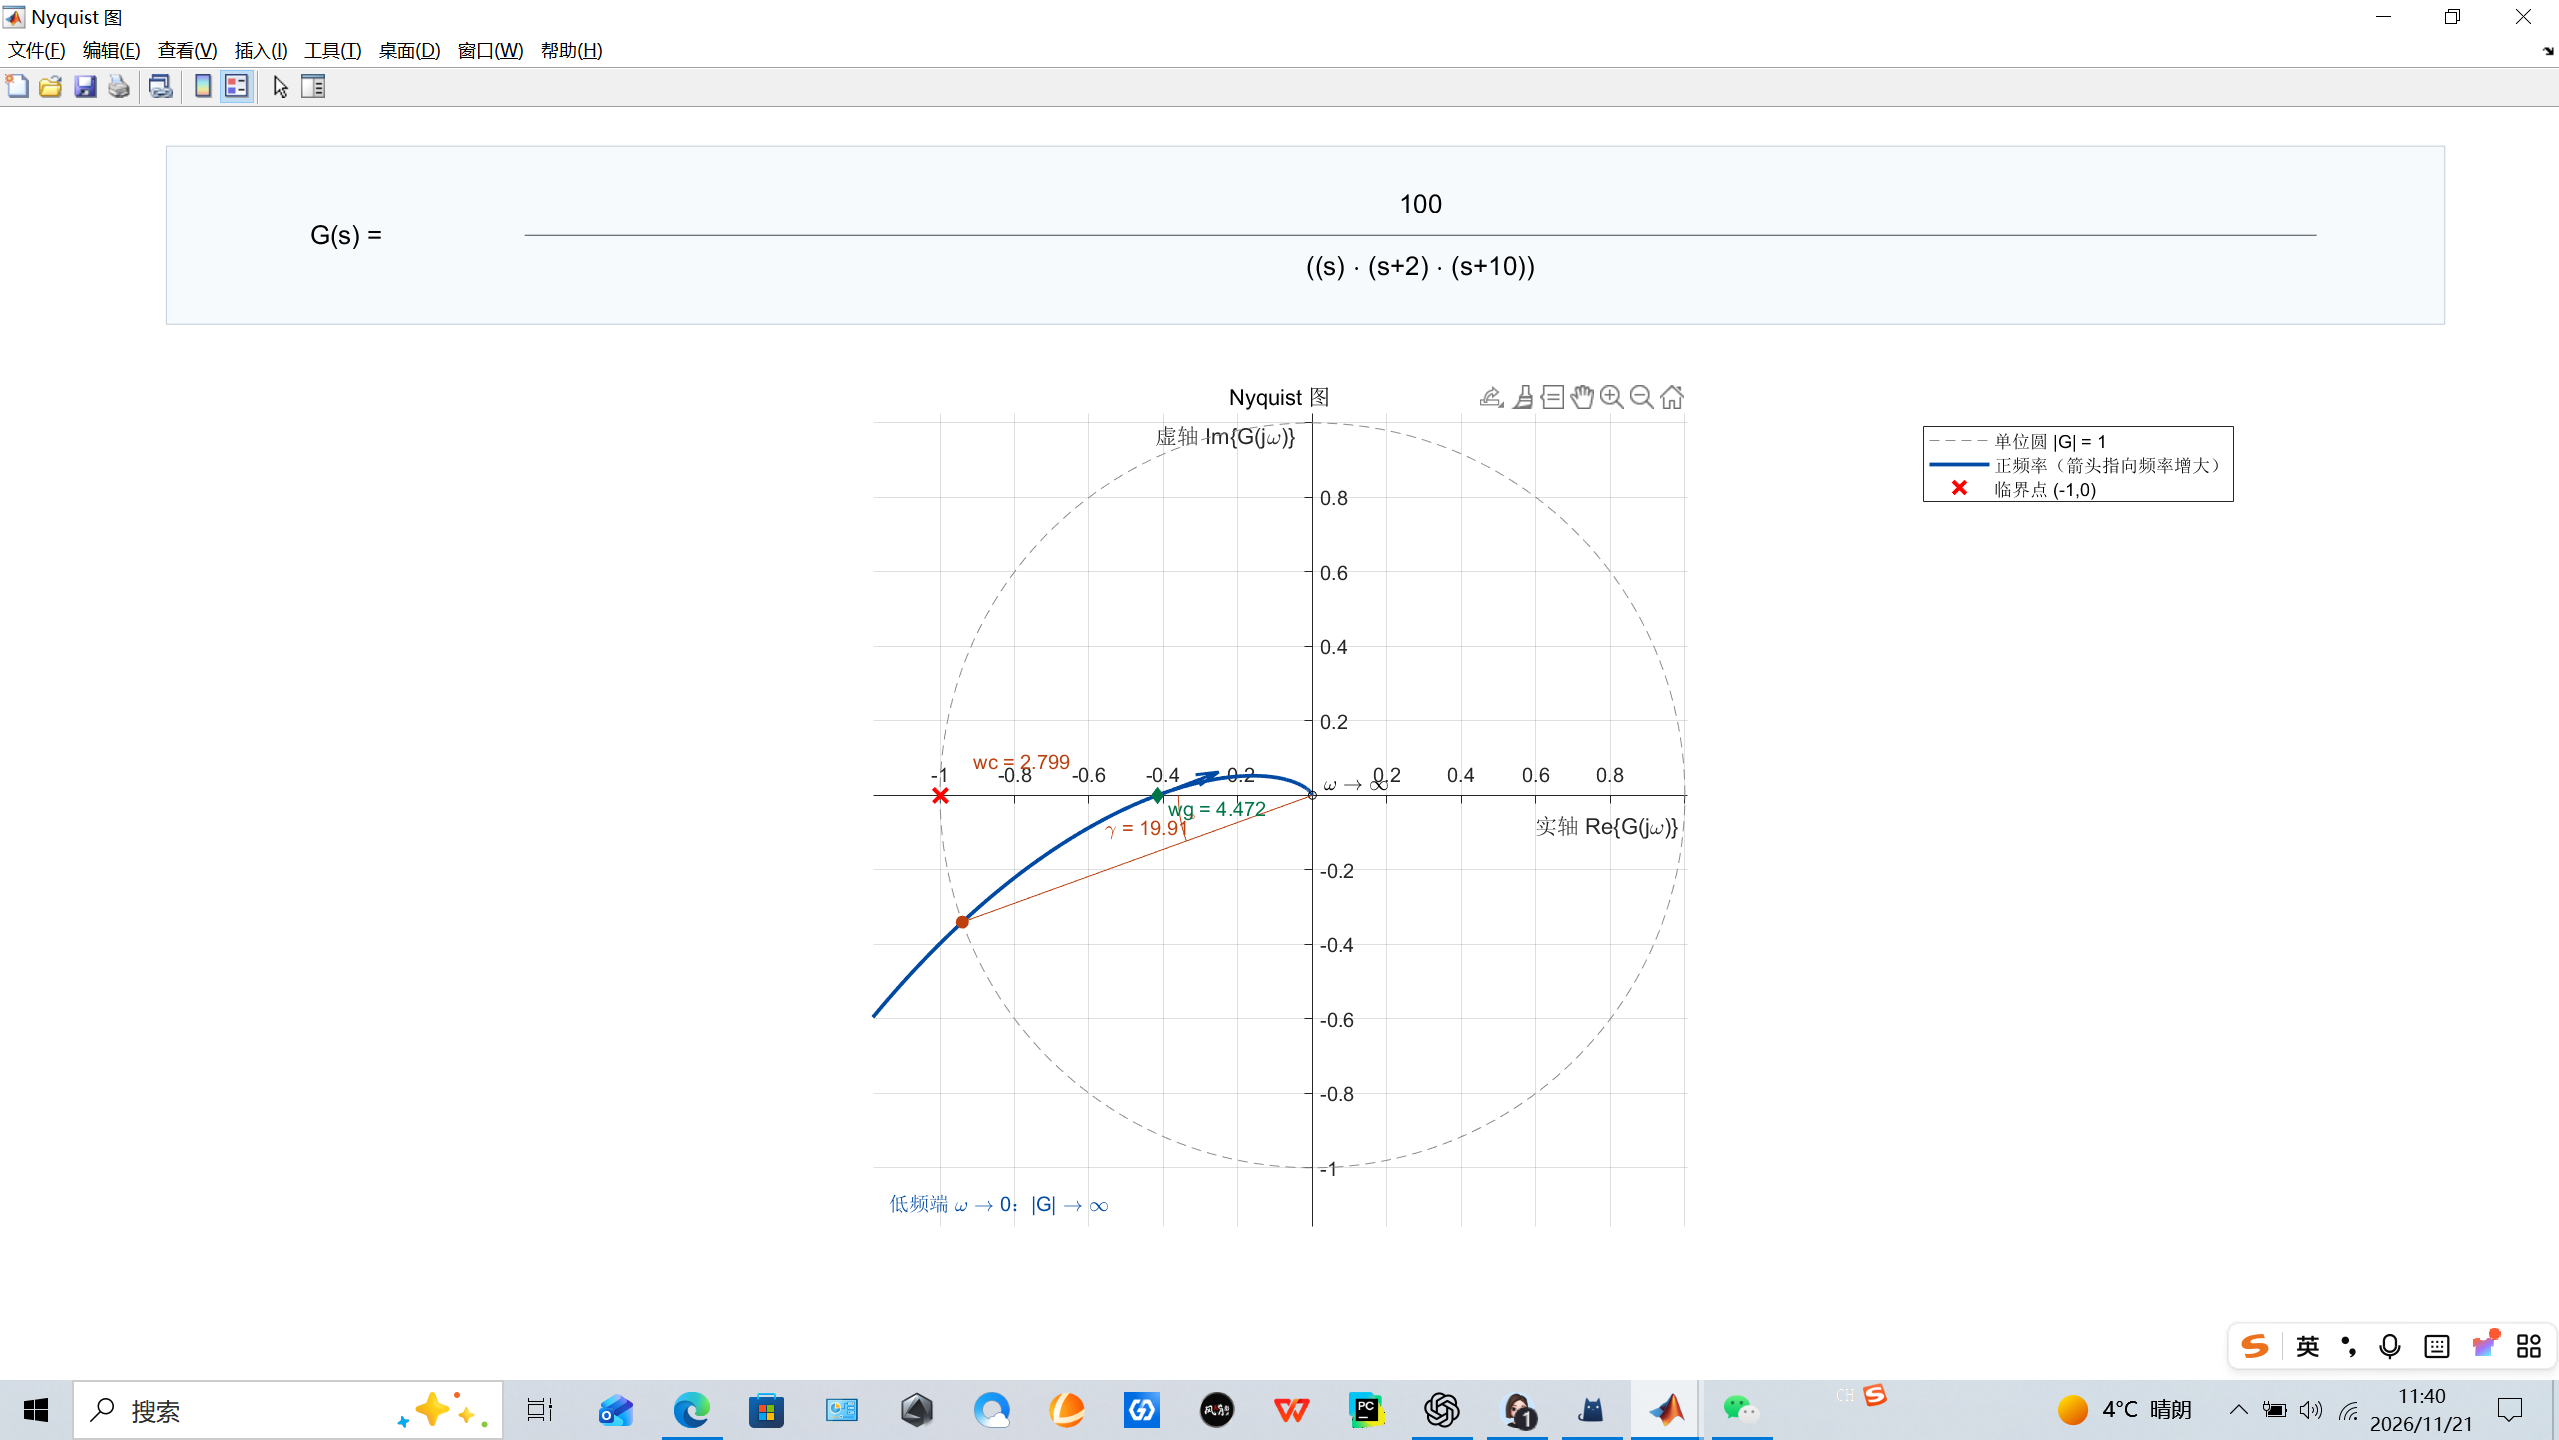 Nyquist 图
文件(F) 编辑(E) 查看(V) 插入(I) 工具(T) 桌面(D) 窗口(W) 帮助(H)
100
G(s) =
((s) · (s+2) · (s+10))
Nyquist 图
虚轴 Im{G(jω)}
单位圆 |G| = 1
正频率（箭头指向频率增大）
临界点 (-1,0)
0.8
0.6
0.4
0.2
wc = 2.799
-1 -0.8 -0.6 -0.4 -0.2 0.2 0.4 0.6 0.8
ω → ∞
wg = 4.472
γ = 19.91°
实轴 Re{G(jω)}
-0.2
-0.4
-0.6
-0.8
-1
低频端 ω → 0：|G| → ∞
英
搜索
PC
1
CH
4°C 晴朗
11:40
2026/11/21